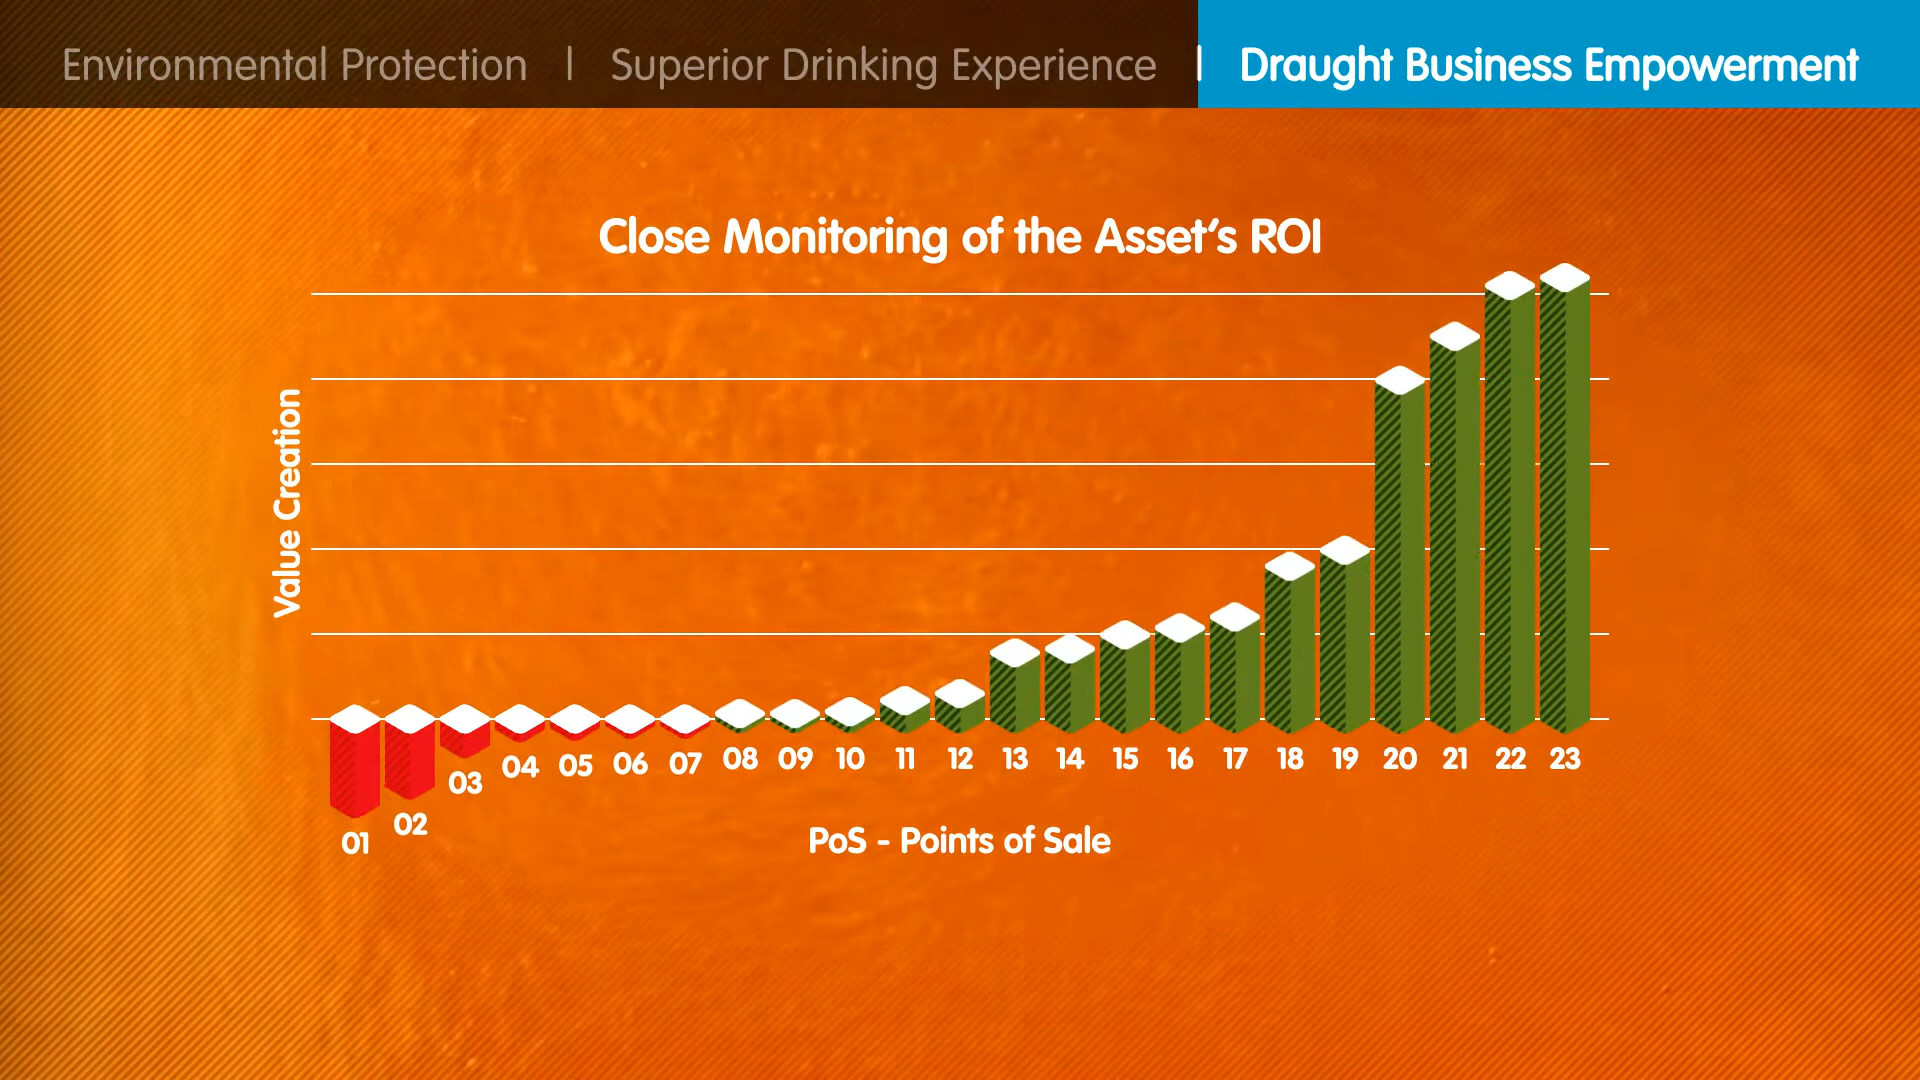 Environmental Protection | Superior Drinking Experience | Draught Business Empowerment
Close Monitoring of the Asset's ROI
Value Creation
01 02 03 04 05 06 07 08 09 10 11 12 13 14 15 16 17 18 19 20 21 22 23
PoS - Points of Sale